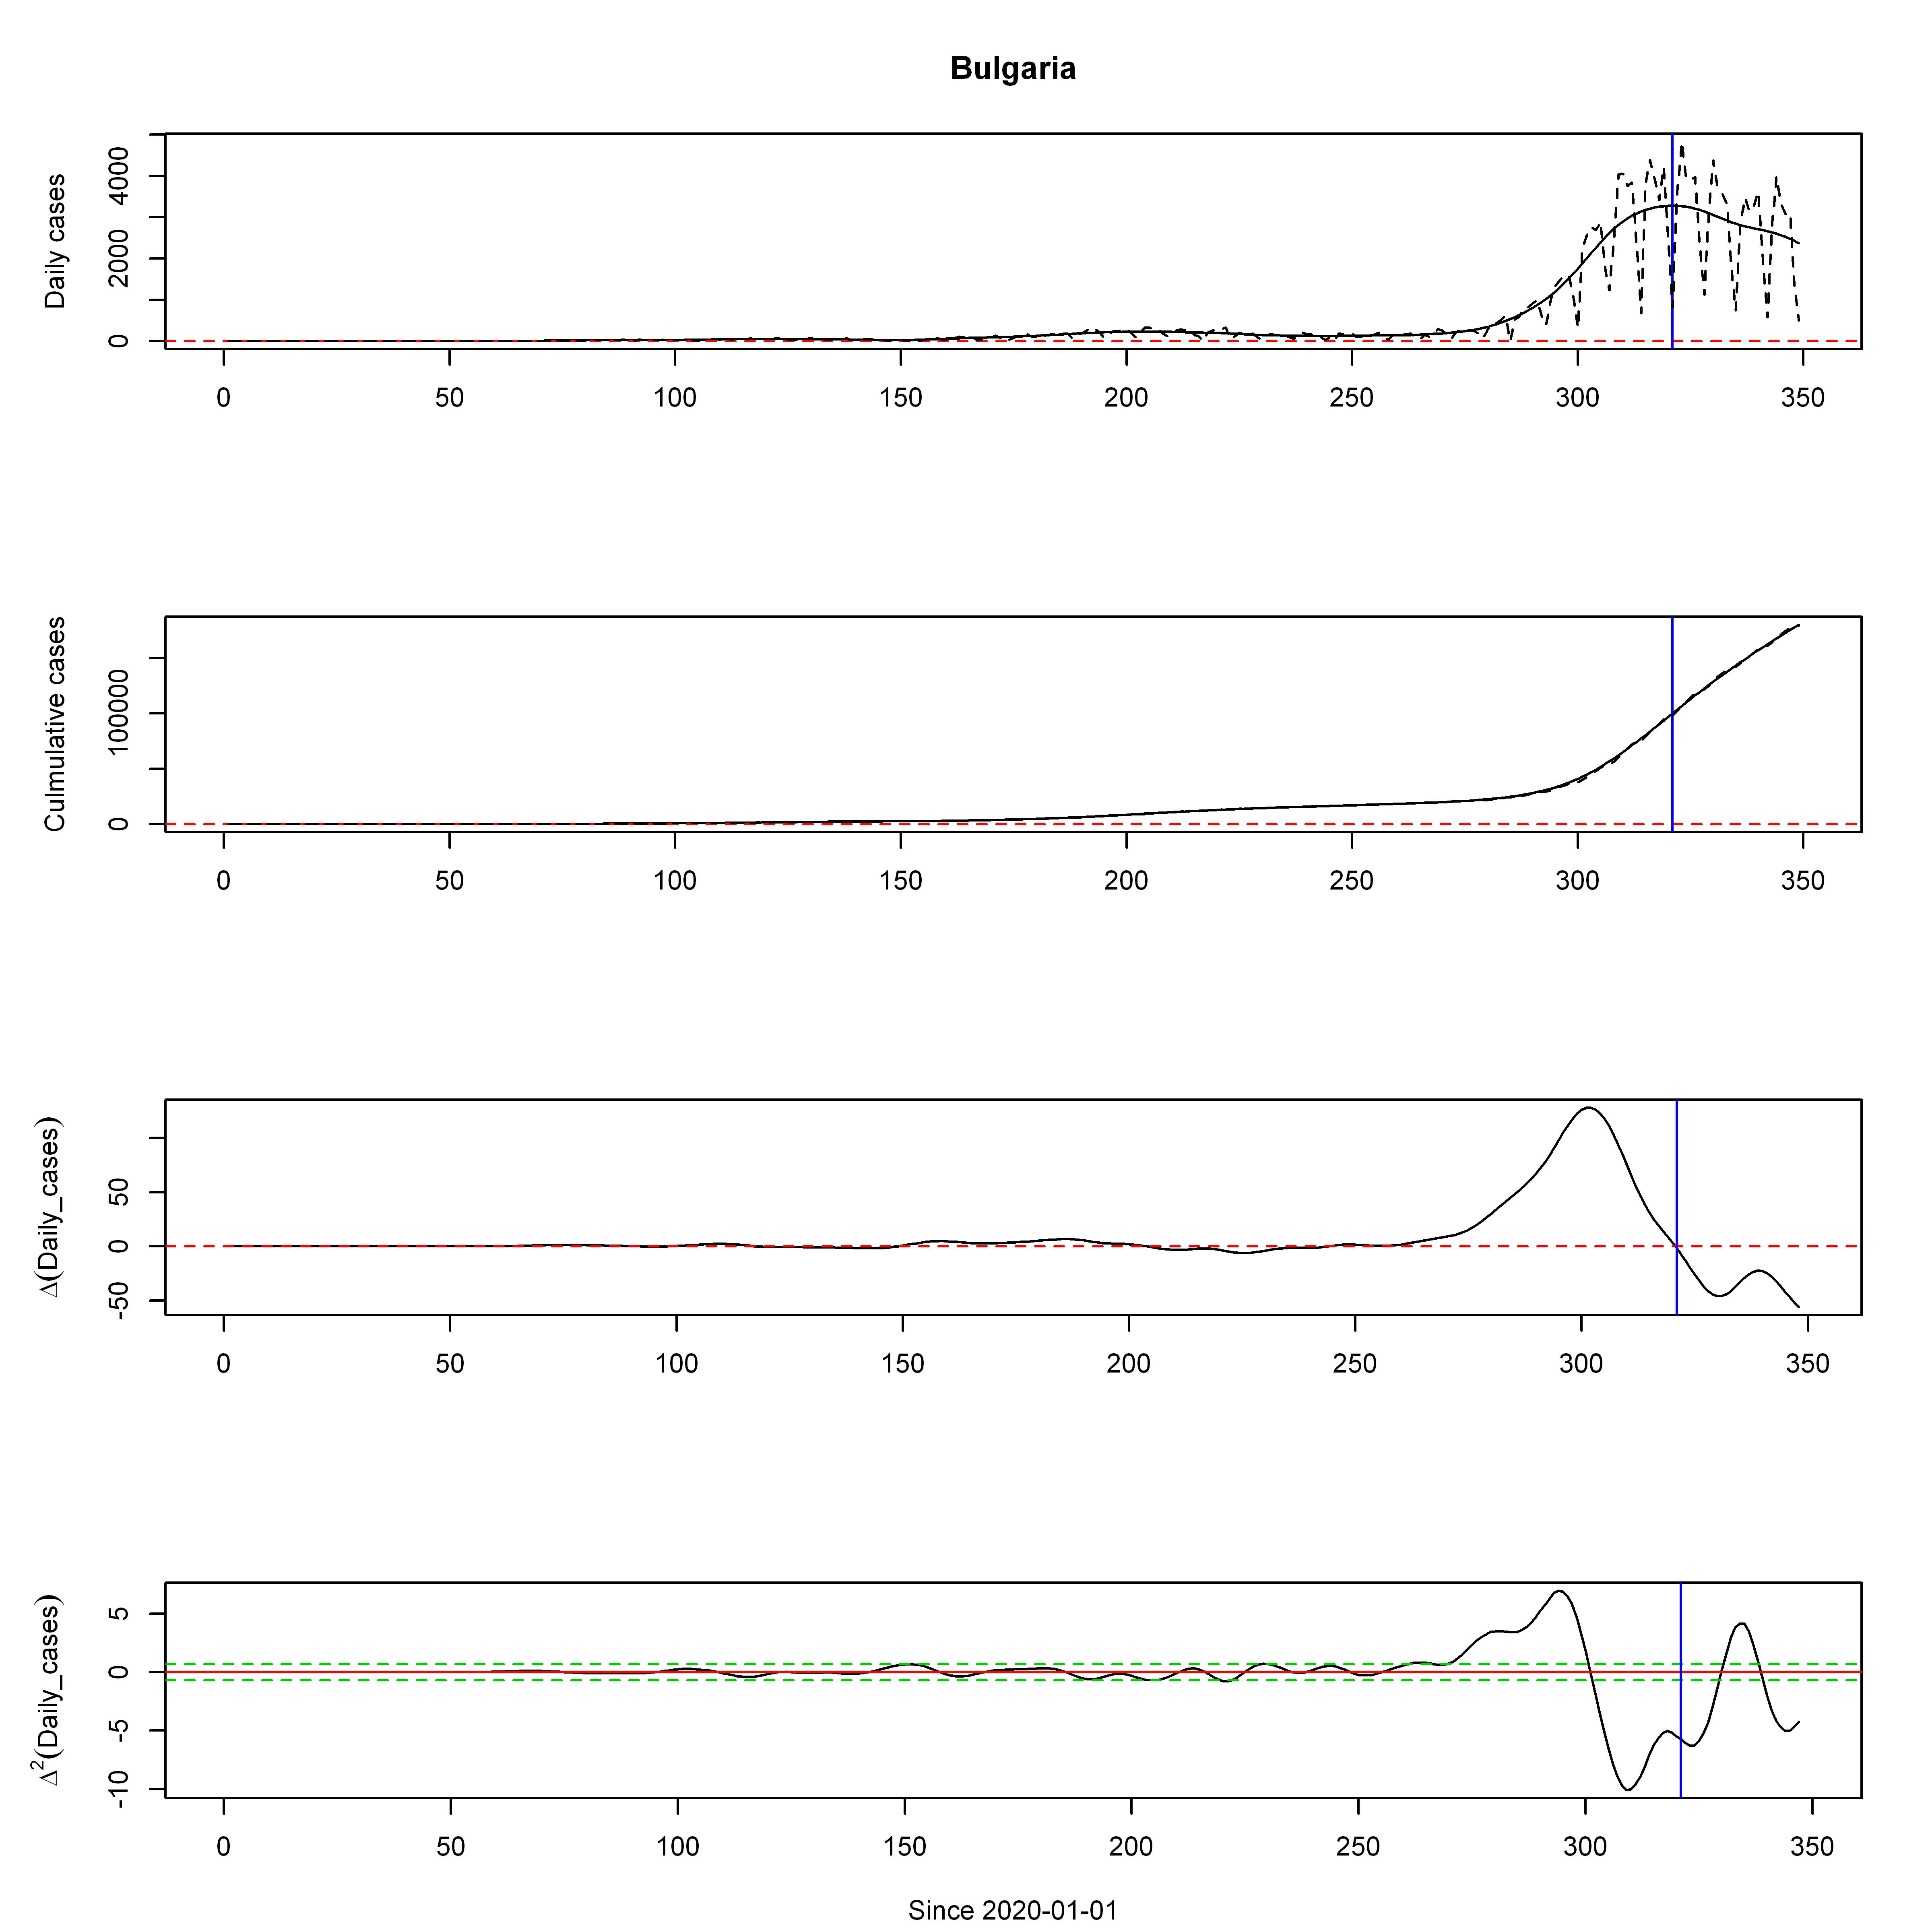 Bulgaria
Daily cases
0 2000 4000
0 50 100 150 200 250 300 350
Culmulative cases
0 100000
0 50 100 150 200 250 300 350
Δ(Daily_cases)
-50 0 50
0 50 100 150 200 250 300 350
Δ²(Daily_cases)
-10 -5 0 5
0 50 100 150 200 250 300 350
Since 2020-01-01